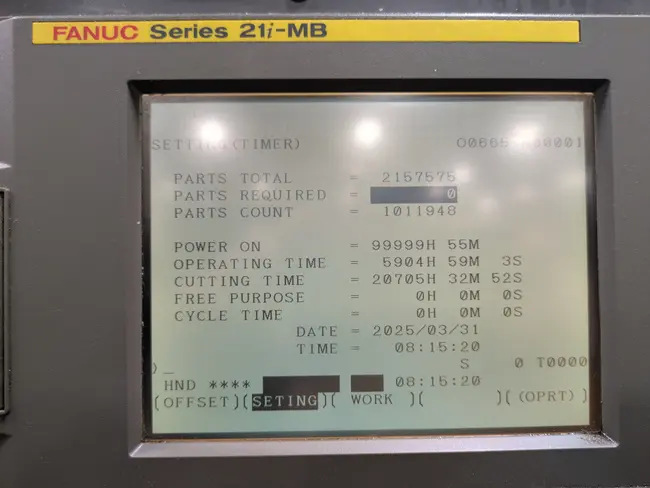 FANUC Series 21i-MB
SETTING(TIMER)
PARTS TOTAL = 2157575
PARTS REQUIRED = 0
PARTS COUNT = 1011948
POWER ON = 99999H 55M
OPERATING TIME = 5904H 59M 3S
CUTTING TIME = 20705H 32M 52S
FREE PURPOSE = 0H 0M 0S
CYCLE TIME = 0H 0M 0S
DATE = 2025/03/31
TIME = 08:15:20
S 0 T0000
)_
HND **** 08:15:20
(OFFSET)(SETING)( WORK )( )( (OPRT) )